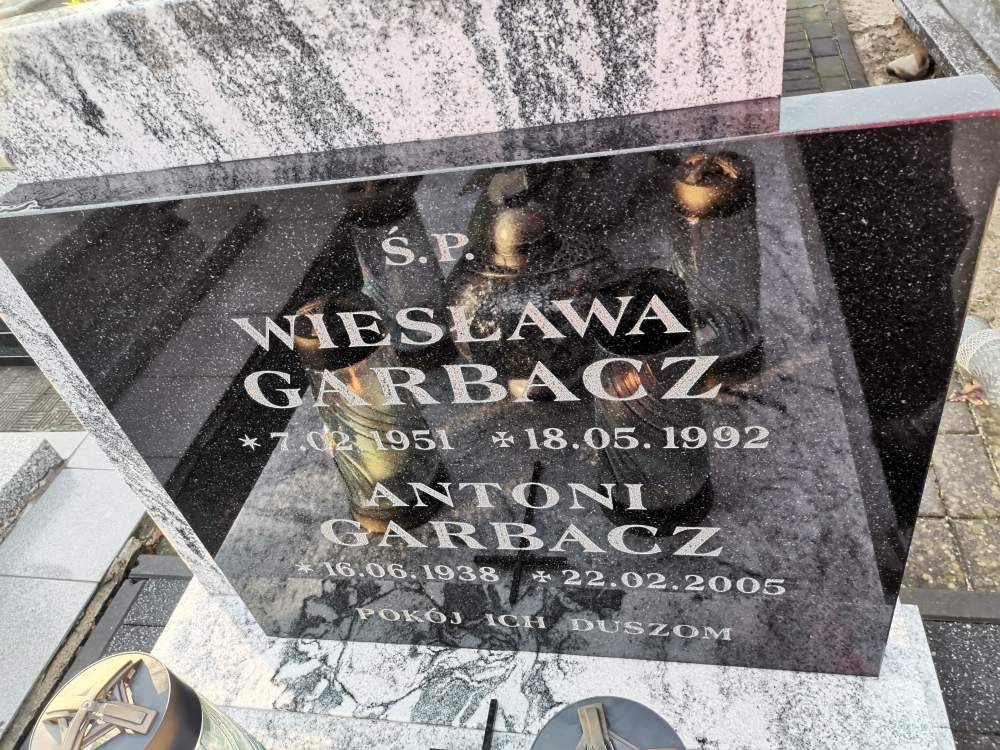 Ś.P.
WIESŁAWA
GARBACZ
* 7.02.1951 ✠ 18.05.1992
ANTONI
GARBACZ
* 16.06.1938 ✠ 22.02.2005
POKÓJ ICH DUSZOM